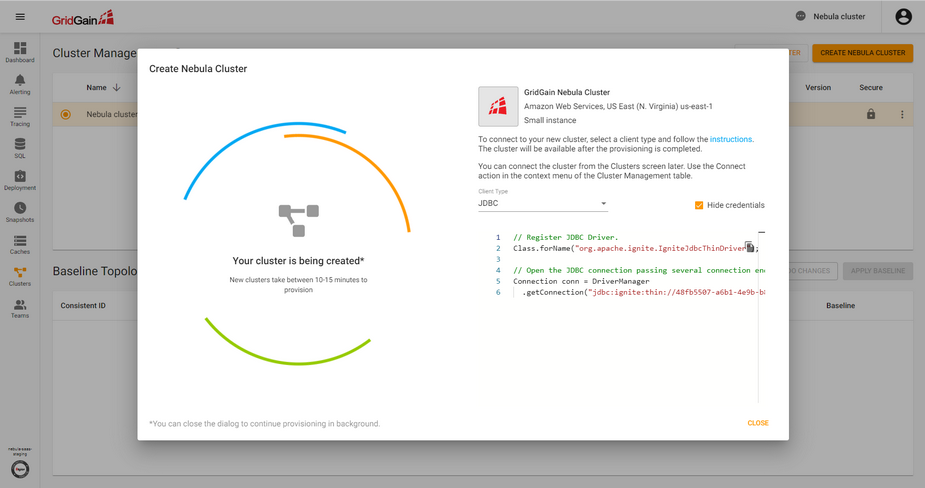 GridGain
Nebula cluster
Dashboard
Alerting
Tracing
SQL
Deployment
Snapshots
Caches
Clusters
Teams
Cluster Manage
TER
CREATE NEBULA CLUSTER
Name
Version
Secure
Nebula cluster
Baseline Topolo
DO CHANGES
APPLY BASELINE
Consistent ID
Baseline
Create Nebula Cluster
Your cluster is being created*
New clusters take between 10-15 minutes to
provision
*You can close the dialog to continue provisioning in background.
GridGain Nebula Cluster
Amazon Web Services, US East (N. Virginia) us-east-1
Small instance
To connect to your new cluster, select a client type and follow the instructions.
The cluster will be available after the provisioning is completed.
You can connect the cluster from the Clusters screen later. Use the Connect
action in the context menu of the Cluster Management table.
Client Type
JDBC
Hide credentials
1 // Register JDBC Driver.
2 Class.forName("org.apache.ignite.IgniteJdbcThinDriver ;
3
4 // Open the JDBC connection passing several connection en
5 Connection conn = DriverManager
6 .getConnection("jdbc:ignite:thin://48fb5507-a6b1-4e9b-b
CLOSE